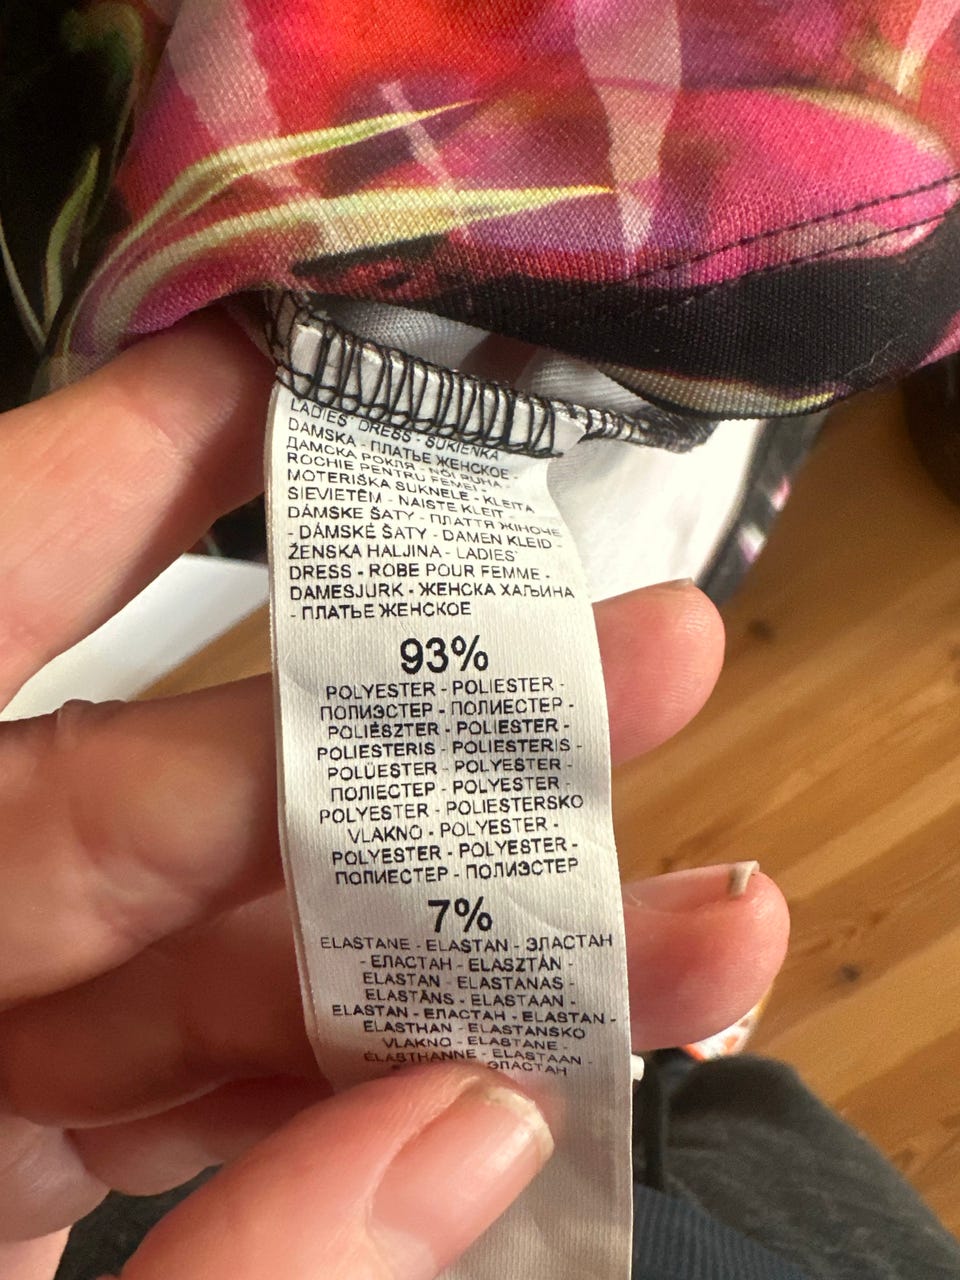 LADIES' DRESS - SUKIENKA
DAMSKA - ПЛАТЬЕ ЖЕНСКОЕ -
ДАМСКА РОКЛЯ - NŐI RUHA -
ROCHIE PENTRU FEMEI -
MOTERIŠKA SUKNELĖ - KLEITA
SIEVIETĒM - NAISTE KLEIT -
DÁMSKE ŠATY - ПЛАТТЯ ЖІНОЧЕ
- DÁMSKÉ ŠATY - DAMEN KLEID -
ŽENSKA HALJINA - LADIES'
DRESS - ROBE POUR FEMME -
DAMESJURK - ЖЕНСКА ХАЉИНА
- ПЛАТЬЕ ЖЕНСКОЕ
93%
POLYESTER - POLIESTER -
ПОЛИЭСТЕР - ПОЛИЕСТЕР -
POLIÉSZTER - POLIESTER -
POLIESTERIS - POLIESTERIS -
POLÜESTER - POLYESTER -
ПОЛІЕСТЕР - POLYESTER -
POLYESTER - POLIESTERSKO
VLAKNO - POLYESTER -
POLYESTER - POLYESTER -
ПОЛИЕСТЕР - ПОЛИЭСТЕР
7%
ELASTANE - ELASTAN - ЭЛАСТАН
- ЕЛАСТАН - ELASZTÁN -
ELASTAN - ELASTANAS -
ELASTĀNS - ELASTAAN -
ELASTAN - ЕЛАСТАН - ELASTAN -
ELASTHAN - ELASTANSKO
VLAKNO - ELASTANE -
ÉLASTHANNE - ELASTAAN -
ЭЛАСТАН